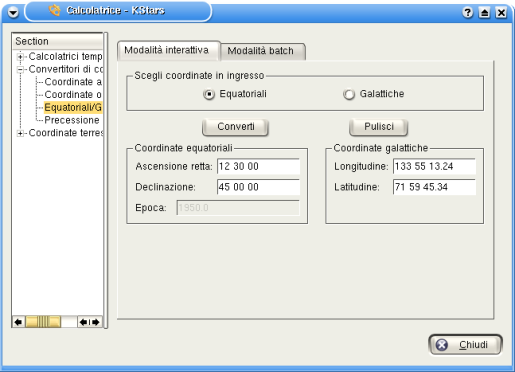 Calcolatrice - KStars
Section
Calcolatrici temp
Convertitori di cc
Coordinate a
Coordinate o
Equatoriali/G
Precessione
Coordinate terres
Modalità interattiva
Modalità batch
Scegli coordinate in ingresso
Equatoriali
Galattiche
Converti
Pulisci
Coordinate equatoriali
Ascensione retta: 12 30 00
Declinazione: 45 00 00
Epoca: 1950.0
Coordinate galattiche
Longitudine: 133 55 13.24
Latitudine: 71 59 45.34
Chiudi